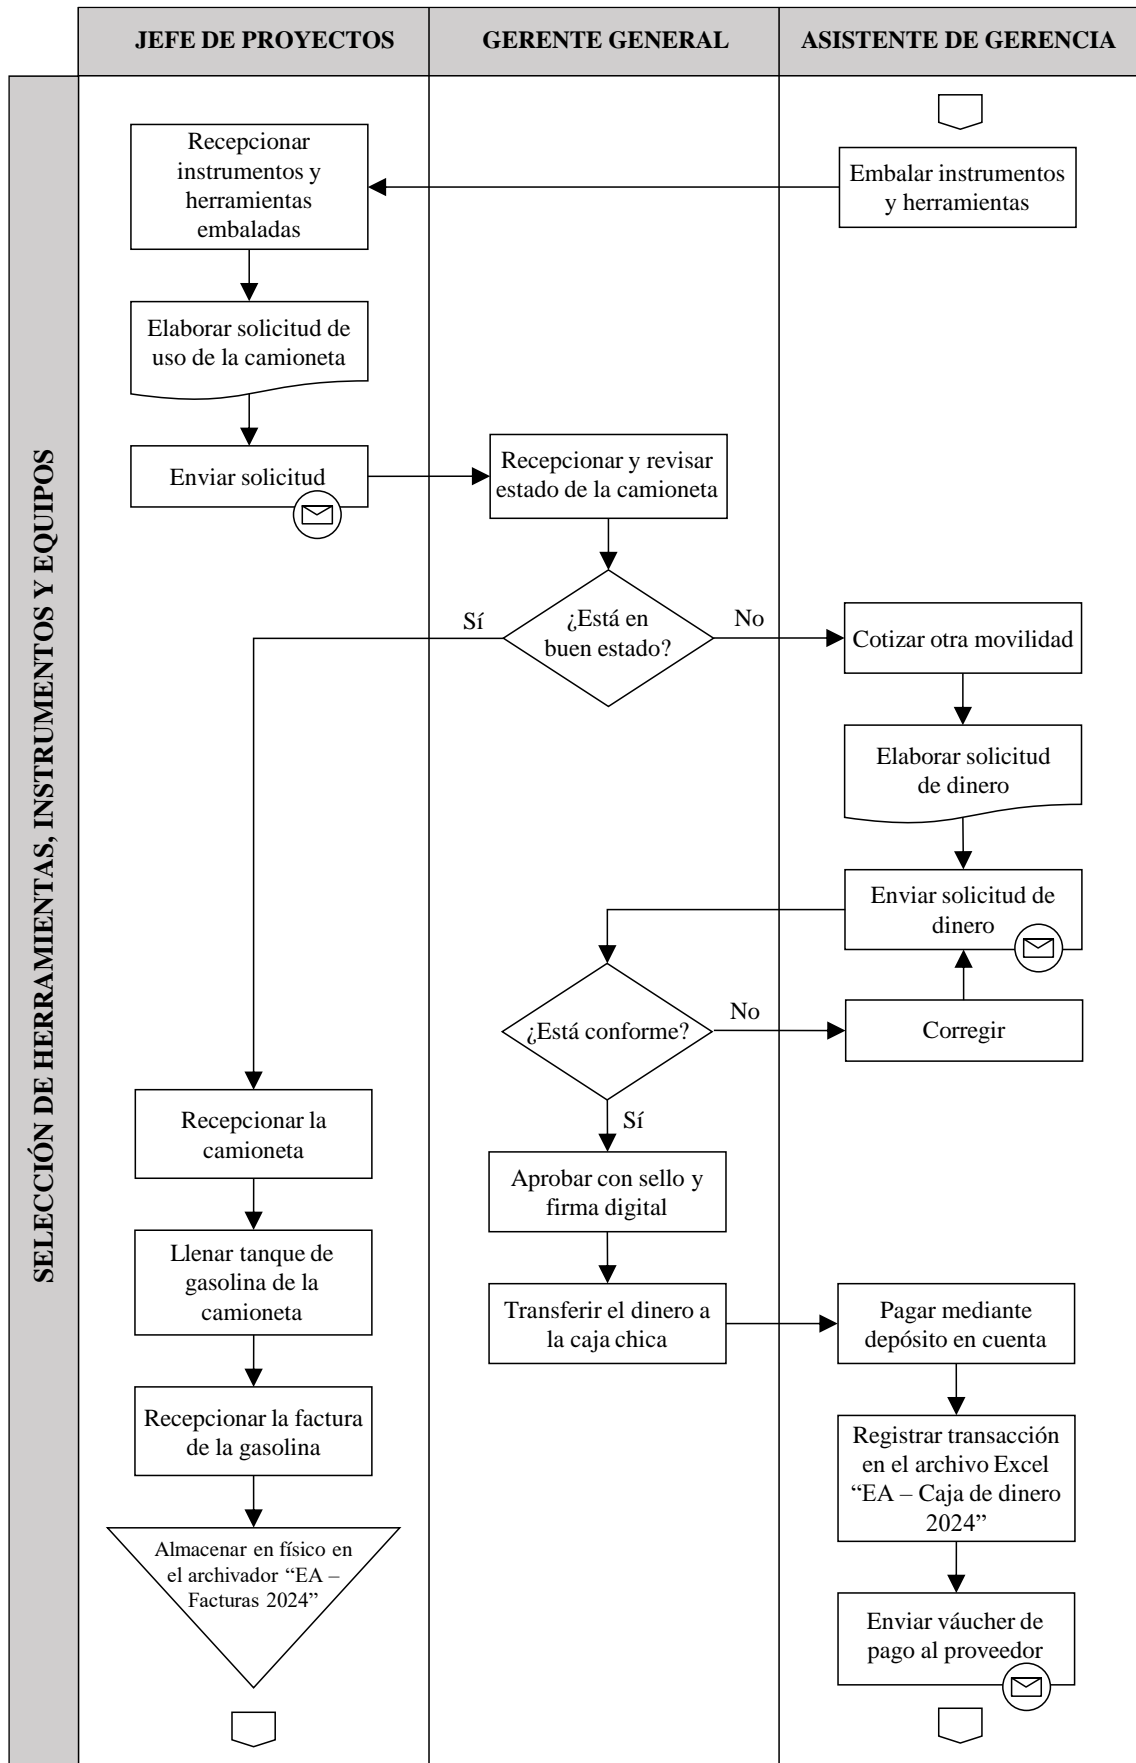 JEFE DE PROYECTOS
GERENTE GENERAL
ASISTENTE DE GERENCIA
SELECCIÓN DE HERRAMIENTAS, INSTRUMENTOS Y EQUIPOS
Recepcionar
instrumentos y
herramientas
embaladas
Embalar instrumentos
y herramientas
Elaborar solicitud de
uso de la camioneta
Enviar solicitud
Recepcionar y revisar
estado de la camioneta
¿Está en
buen estado?
Sí
No
Cotizar otra movilidad
Elaborar solicitud
de dinero
Enviar solicitud de
dinero
¿Está conforme?
No
Corregir
Sí
Recepcionar la
camioneta
Aprobar con sello y
firma digital
Llenar tanque de
gasolina de la
camioneta
Transferir el dinero a
la caja chica
Pagar mediante
depósito en cuenta
Recepcionar la factura
de la gasolina
Registrar transacción
en el archivo Excel
“EA – Caja de dinero
2024”
Almacenar en físico en
el archivador “EA –
Facturas 2024”
Enviar váucher de
pago al proveedor